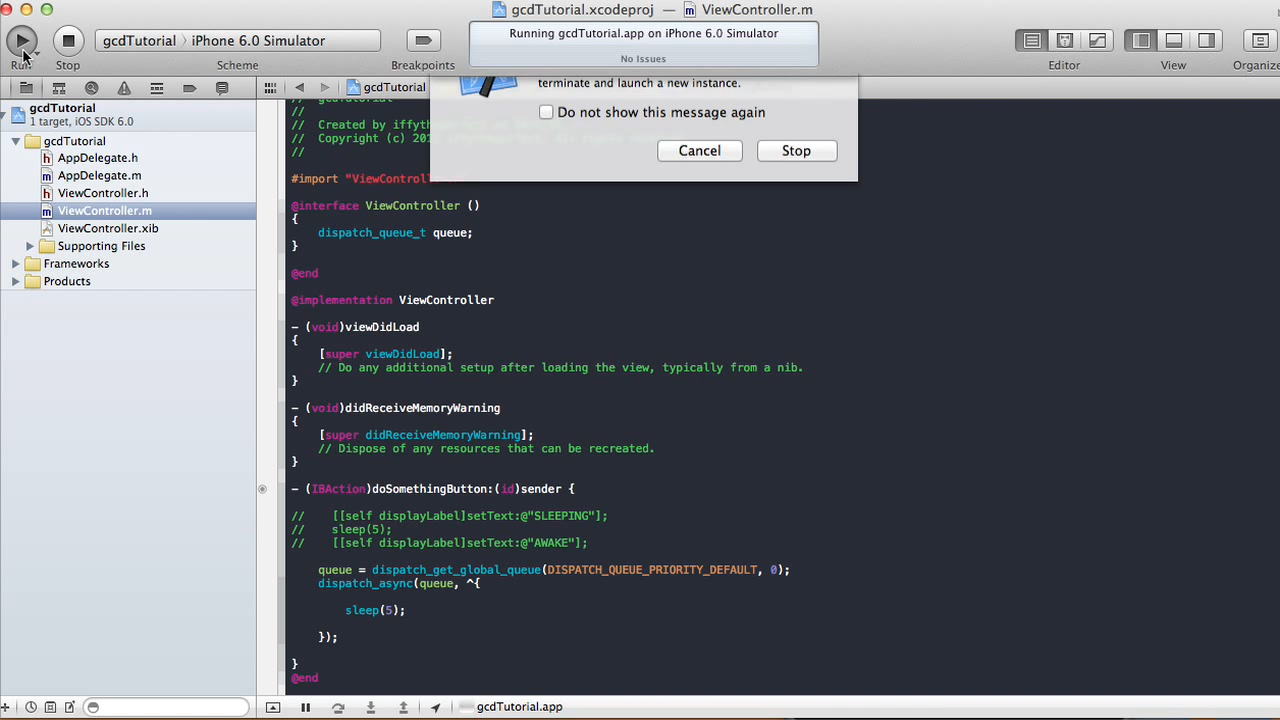 gcdTutorial.xcodeproj — ViewController.m
Run
Stop
gcdTutorial 〉 iPhone 6.0 Simulator
Scheme
Breakpoints
Running gcdTutorial.app on iPhone 6.0 Simulator
No Issues
Editor
View
Organize
gcdTutorial
terminate and launch a new instance.
Do not show this message again
Cancel
Stop
gcdTutorial
1 target, iOS SDK 6.0
gcdTutorial
AppDelegate.h
AppDelegate.m
ViewController.h
ViewController.m
ViewController.xib
Supporting Files
Frameworks
Products
// gcdTutorial
//
// Created by
// Copyright (c)
//
#import "ViewController
@interface ViewController ()
{
dispatch_queue_t queue;
}
@end
@implementation ViewController
- (void)viewDidLoad
{
[super viewDidLoad];
// Do any additional setup after loading the view, typically from a nib.
}
- (void)didReceiveMemoryWarning
{
[super didReceiveMemoryWarning];
// Dispose of any resources that can be recreated.
}
- (IBAction)doSomethingButton:(id)sender {
// [[self displayLabel]setText:@"SLEEPING"];
// sleep(5);
// [[self displayLabel]setText:@"AWAKE"];
queue = dispatch_get_global_queue(DISPATCH_QUEUE_PRIORITY_DEFAULT, 0);
dispatch_async(queue, ^{
sleep(5);
});
}
@end
gcdTutorial.app